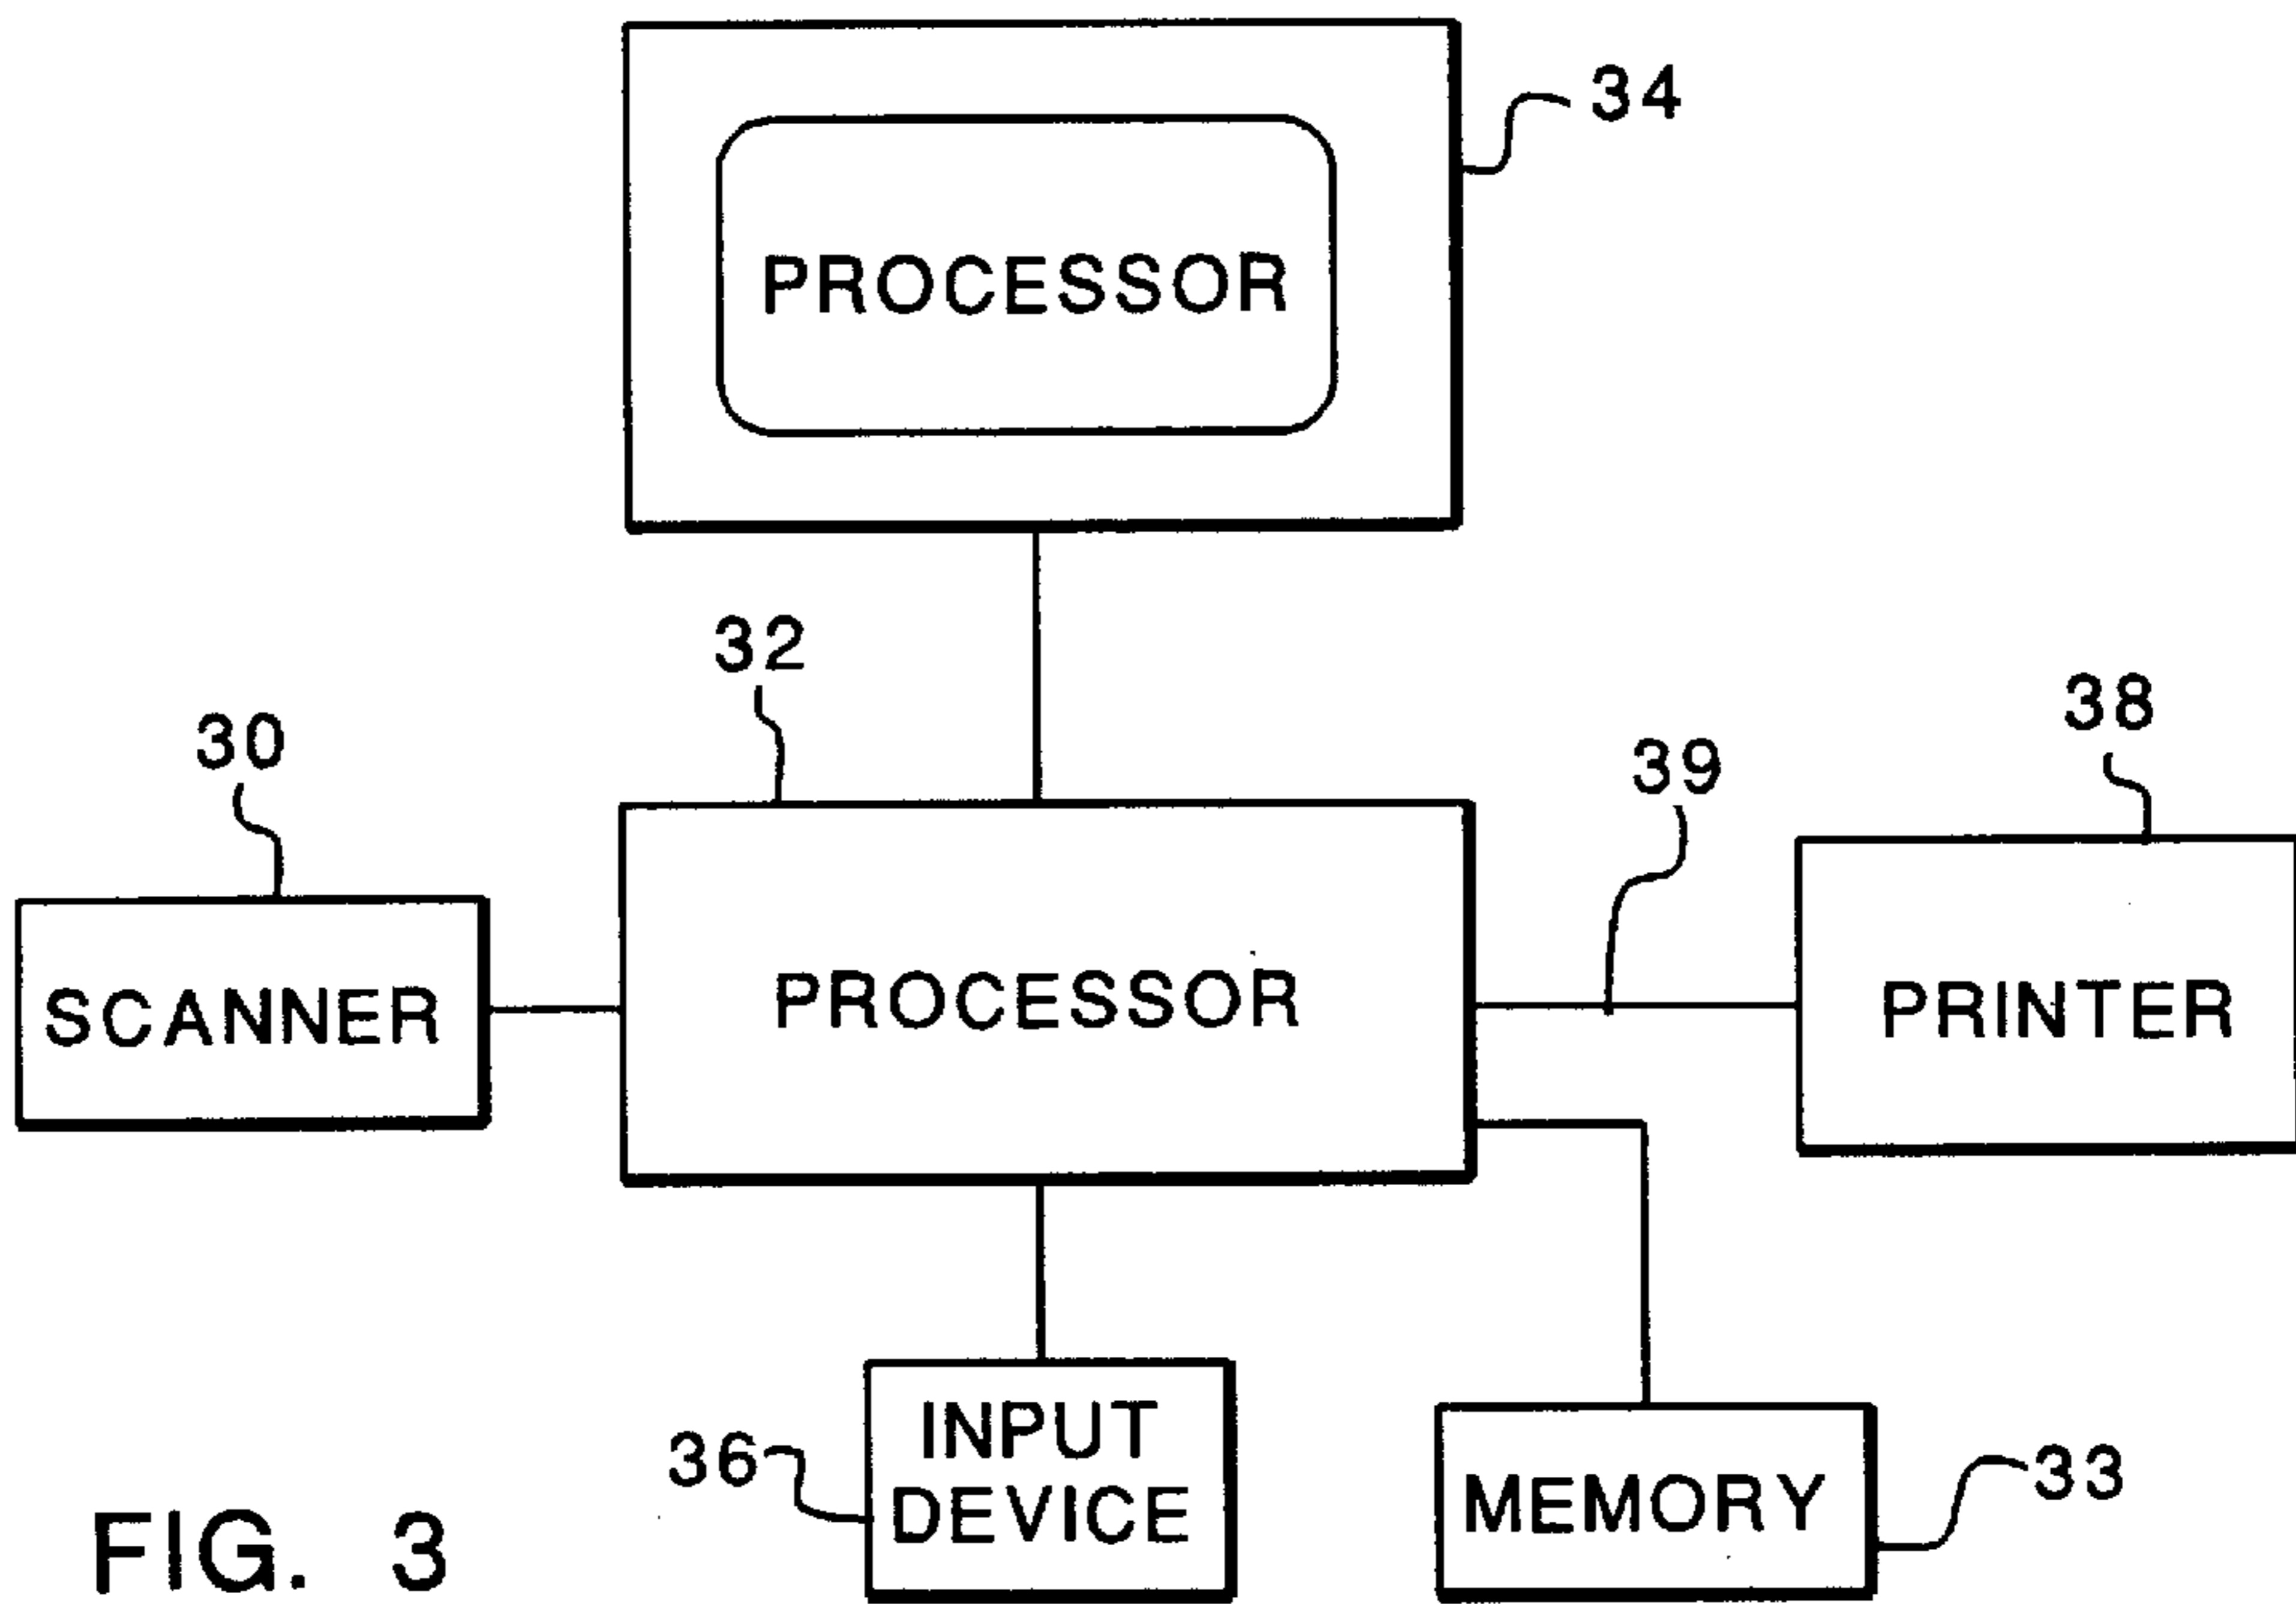 34
PROCESSOR
32
30
38
39
SCANNER
PROCESSOR
PRINTER
INPUT
DEVICE
36
MEMORY
33
FIG. 3